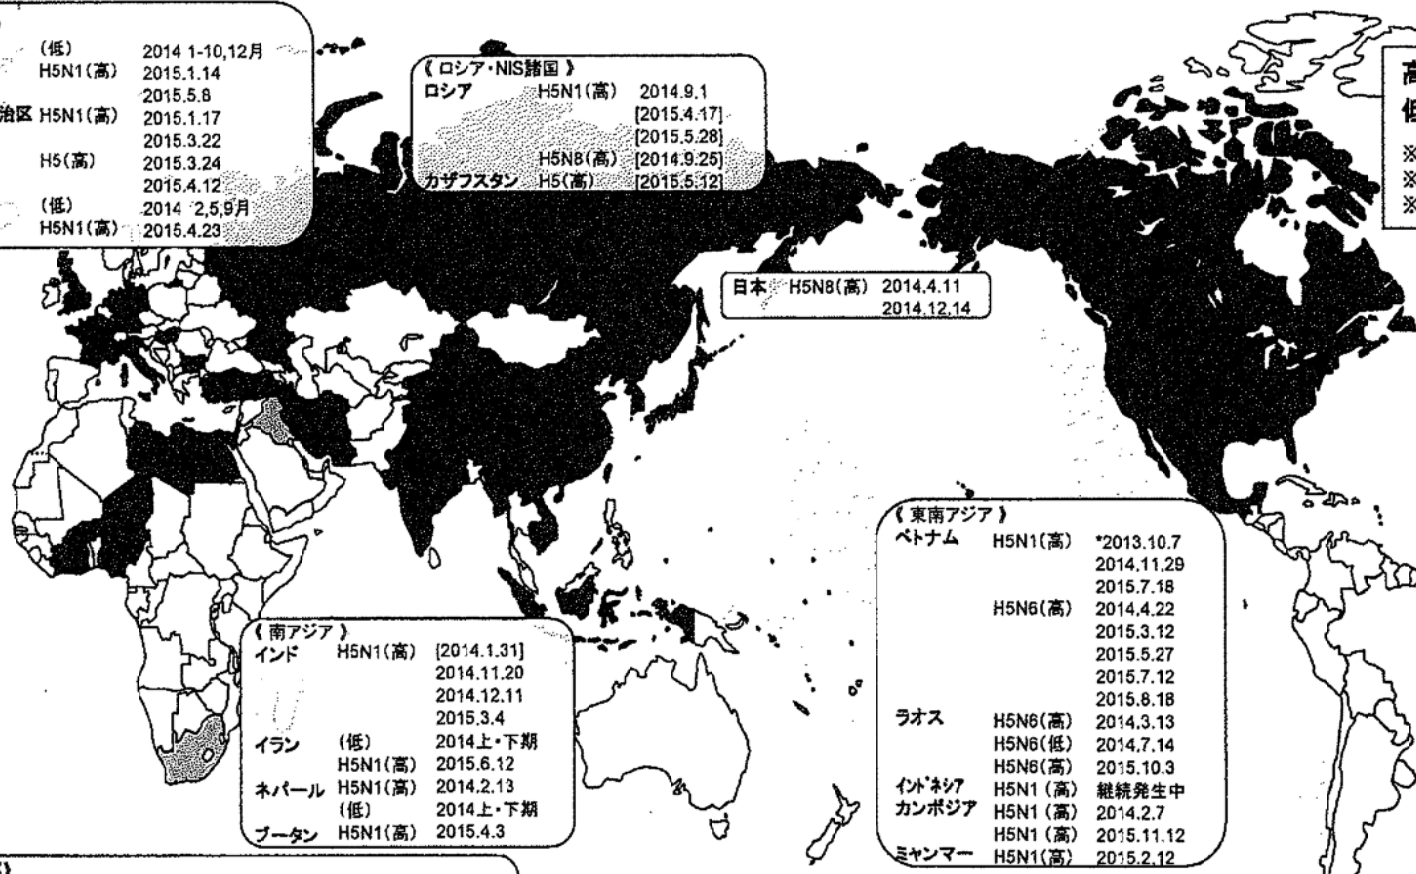 (低) 2014 1-10,12月
H5N1(高) 2015.1.14
2015.5.8
治区 H5N1(高) 2015.1.17
2015.3.22
H5(高) 2015.3.24
2015.4.12
(低) 2014 2,5,9月
H5N1(高) 2015.4.23
《 ロシア・NIS諸国 》
ロシア H5N1(高) 2014.9.1
[2015.4.17]
[2015.5.28]
H5N8(高) [2014.9.25]
カザフスタン H5(高) [2015.5.12]
高
低
※
※
※
日本 H5N8(高) 2014.4.11
2014.12.14
《 東南アジア 》
ベトナム H5N1(高) *2013.10.7
2014.11.29
2015.7.18
H5N6(高) 2014.4.22
2015.3.12
2015.5.27
2015.7.12
2015.8.18
ラオス H5N6(高) 2014.3.13
H5N6(低) 2014.7.14
H5N6(高) 2015.10.3
インドネシア H5N1 (高) 継続発生中
カンボジア H5N1 (高) 2014.2.7
H5N1 (高) 2015.11.12
ミャンマー H5N1(高) 2015.2.12
《 南アジア 》
インド H5N1(高) [2014.1.31]
2014.11.20
2014.12.11
2015.3.4
イラン (低) 2014上・下期
H5N1(高) 2015.6.12
ネパール H5N1(高) 2014.2.13
(低) 2014上・下期
ブータン H5N1(高) 2015.4.3